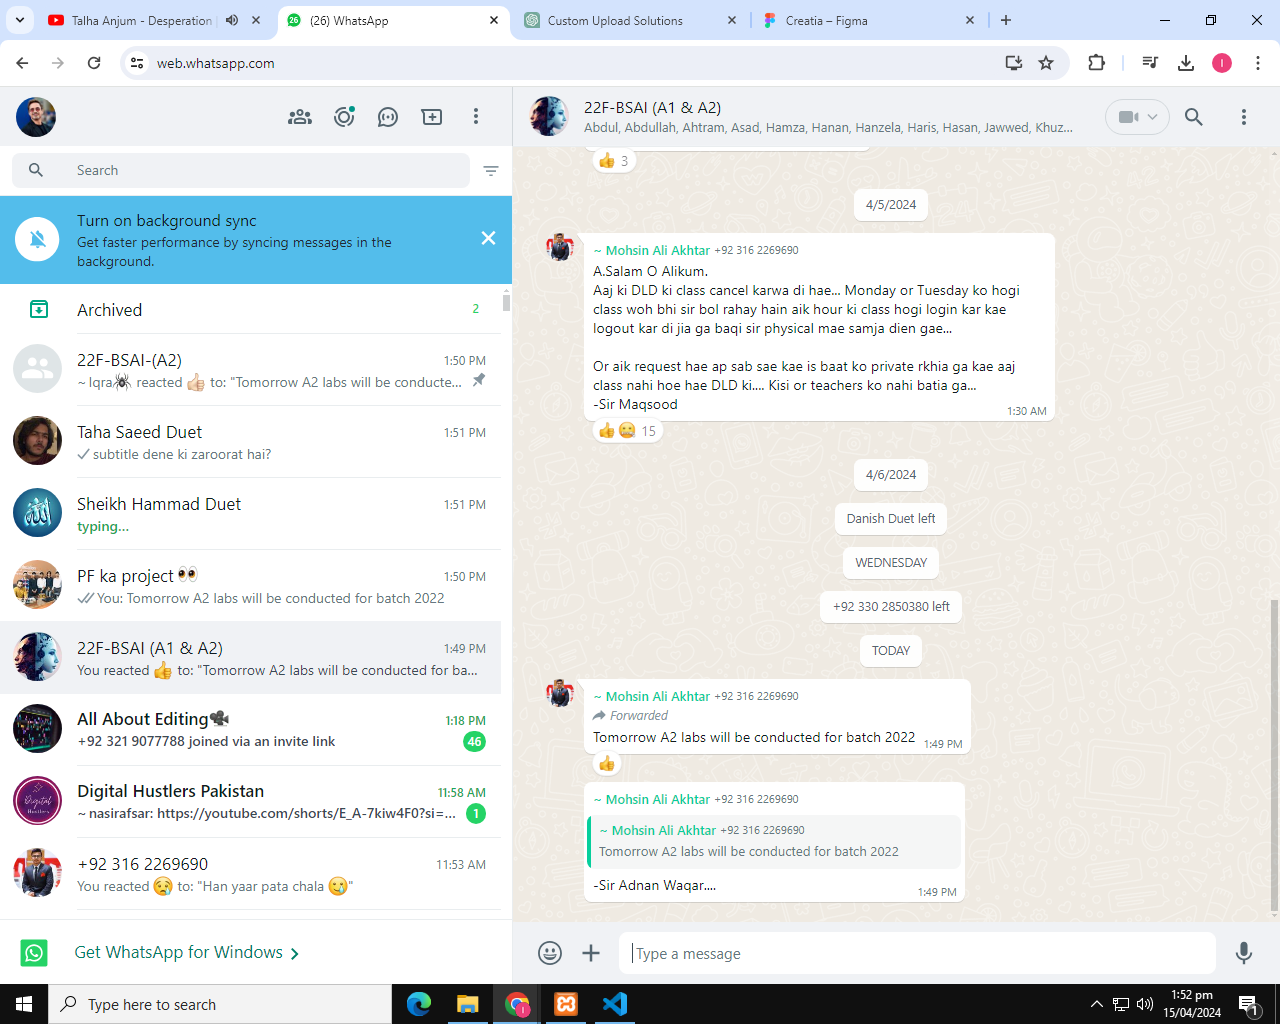 Talha Anjum - Desperation
(26) WhatsApp
Custom Upload Solutions
Creatia – Figma
web.whatsapp.com
I
Search
Turn on background sync
Get faster performance by syncing messages in the
background.
Archived
2
22F-BSAI-(A2)
1:50 PM
~ Iqra🕷 reacted 👍🏻 to: "Tomorrow A2 labs will be conducte...
Taha Saeed Duet
1:51 PM
subtitle dene ki zaroorat hai?
Sheikh Hammad Duet
1:51 PM
typing...
PF ka project 👀
1:50 PM
You: Tomorrow A2 labs will be conducted for batch 2022
22F-BSAI (A1 & A2)
1:49 PM
You reacted 👍 to: "Tomorrow A2 labs will be conducted for ba...
All About Editing🎥
1:18 PM
+92 321 9077788 joined via an invite link
46
Digital Hustlers Pakistan
11:58 AM
~ nasirafsar: https://youtube.com/shorts/E_A-7kiw4F0?si=...
1
+92 316 2269690
11:53 AM
You reacted 😢 to: "Han yaar pata chala 🥲"
Get WhatsApp for Windows
22F-BSAI (A1 & A2)
Abdul, Abdullah, Ahtram, Asad, Hamza, Hanan, Hanzela, Haris, Hasan, Jawwed, Khuz...
👍 3
4/5/2024
~ Mohsin Ali Akhtar +92 316 2269690
A.Salam O Alikum.
Aaj ki DLD ki class cancel karwa di hae... Monday or Tuesday ko hogi
class woh bhi sir bol rahay hain aik hour ki class hogi login kar kae
logout kar di jia ga baqi sir physical mae samja dien gae...
Or aik request hae ap sab sae kae is baat ko private rkhia ga kae aaj
class nahi hoe hae DLD ki.... Kisi or teachers ko nahi batia ga...
-Sir Maqsood
1:30 AM
👍😬 15
4/6/2024
Danish Duet left
WEDNESDAY
+92 330 2850380 left
TODAY
~ Mohsin Ali Akhtar +92 316 2269690
Forwarded
Tomorrow A2 labs will be conducted for batch 2022
1:49 PM
👍
~ Mohsin Ali Akhtar +92 316 2269690
~ Mohsin Ali Akhtar +92 316 2269690
Tomorrow A2 labs will be conducted for batch 2022
-Sir Adnan Waqar....
1:49 PM
Type a message
Type here to search
1:52 pm
15/04/2024
1